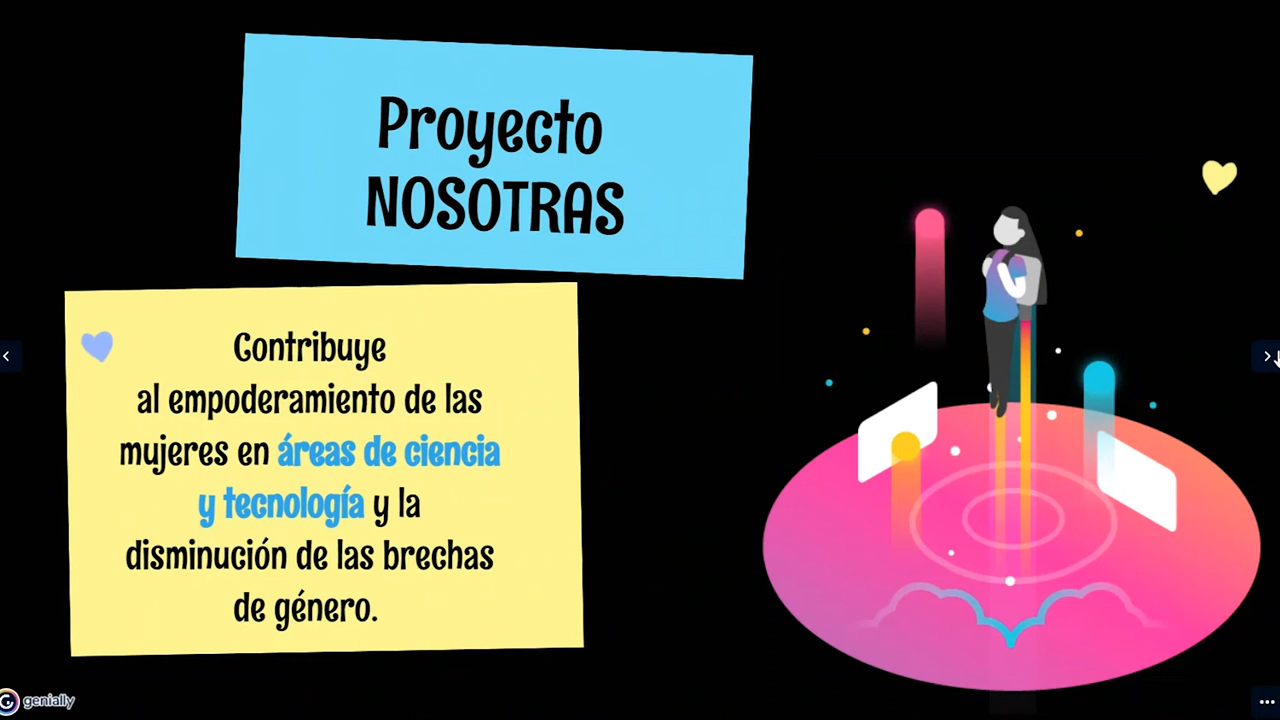 Proyecto
NOSOTRAS
Contribuye
al empoderamiento de las
mujeres en áreas de ciencia
y tecnología y la
disminución de las brechas
de género.
genially